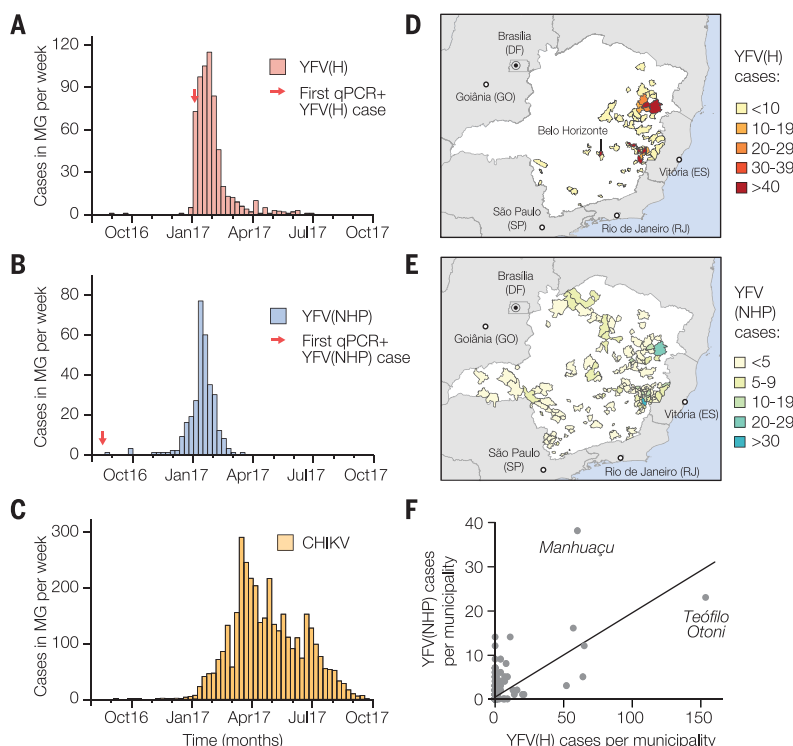 A
120
90
60
30
0
Cases in MG per week
YFV(H)
First qPCR+
YFV(H) case
Oct16
Jan17
Apr17
Jul17
Oct17
B
80
60
40
20
0
Cases in MG per week
YFV(NHP)
First qPCR+
YFV(NHP) case
Oct16
Jan17
Apr17
Jul17
Oct17
C
300
200
100
0
Cases in MG per week
CHIKV
Oct16
Jan17
Apr17
Jul17
Oct17
Time (months)
D
Brasília
(DF)
Goiânia (GO)
Belo Horizonte
Vitória (ES)
São Paulo
(SP)
Rio de Janeiro (RJ)
YFV(H)
cases:
<10
10-19
20-29
30-39
>40
E
Brasília
(DF)
Goiânia (GO)
Vitória (ES)
São Paulo
(SP)
Rio de Janeiro (RJ)
YFV
(NHP)
cases:
<5
5-9
10-19
20-29
>30
F
40
30
20
10
0
YFV(NHP) cases
per municipality
Manhuaçu
Teófilo
Otoni
0
50
100
150
YFV(H) cases per municipality